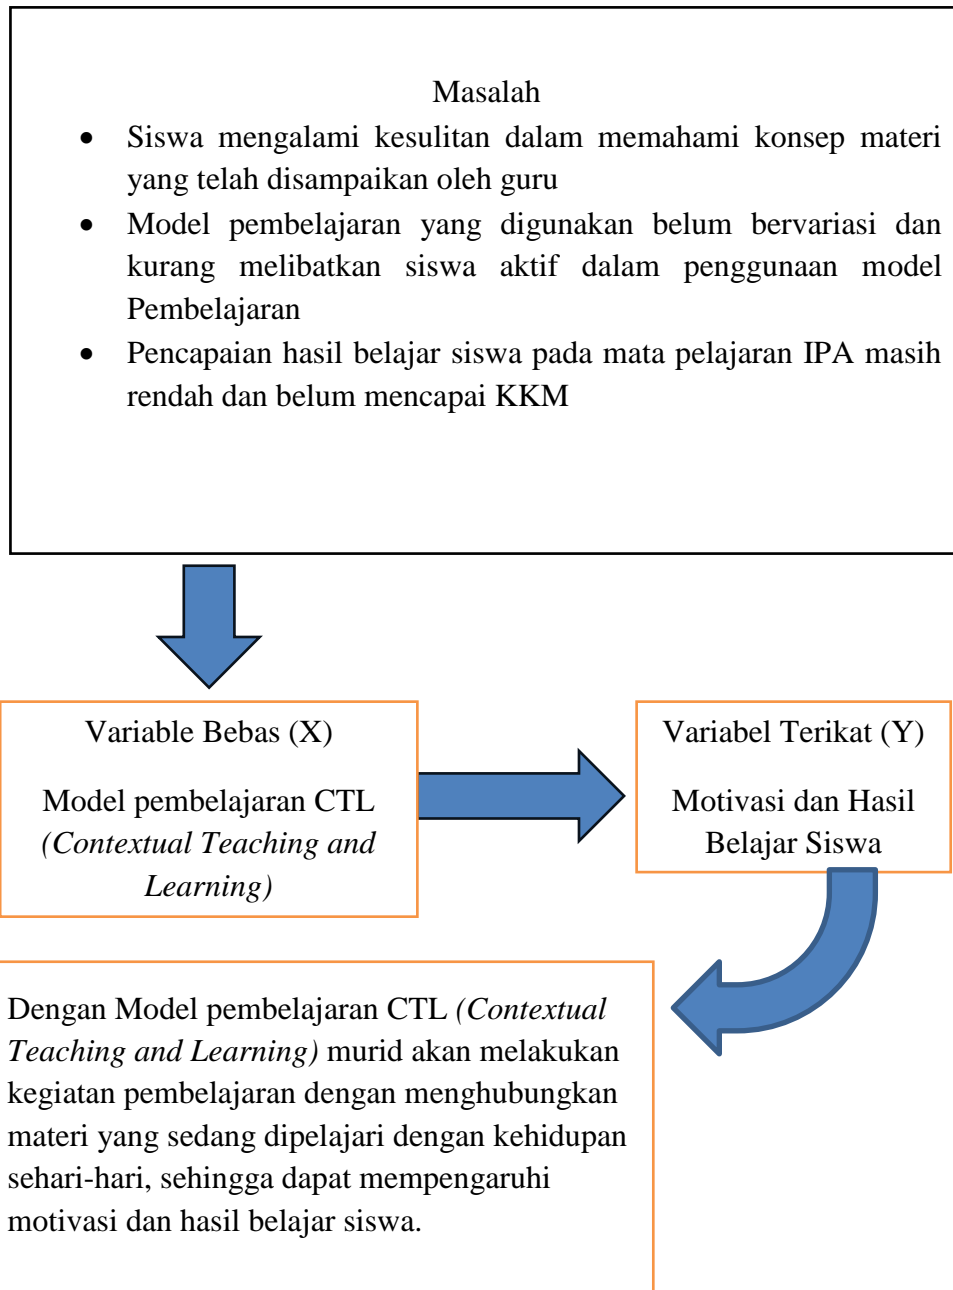 Masalah
• Siswa mengalami kesulitan dalam memahami konsep materi
yang telah disampaikan oleh guru
• Model pembelajaran yang digunakan belum bervariasi dan
kurang melibatkan siswa aktif dalam penggunaan model
Pembelajaran
• Pencapaian hasil belajar siswa pada mata pelajaran IPA masih
rendah dan belum mencapai KKM
Variable Bebas (X)
Model pembelajaran CTL
(Contextual Teaching and
Learning)
Variabel Terikat (Y)
Motivasi dan Hasil
Belajar Siswa
Dengan Model pembelajaran CTL (Contextual
Teaching and Learning) murid akan melakukan
kegiatan pembelajaran dengan menghubungkan
materi yang sedang dipelajari dengan kehidupan
sehari-hari, sehingga dapat mempengaruhi
motivasi dan hasil belajar siswa.